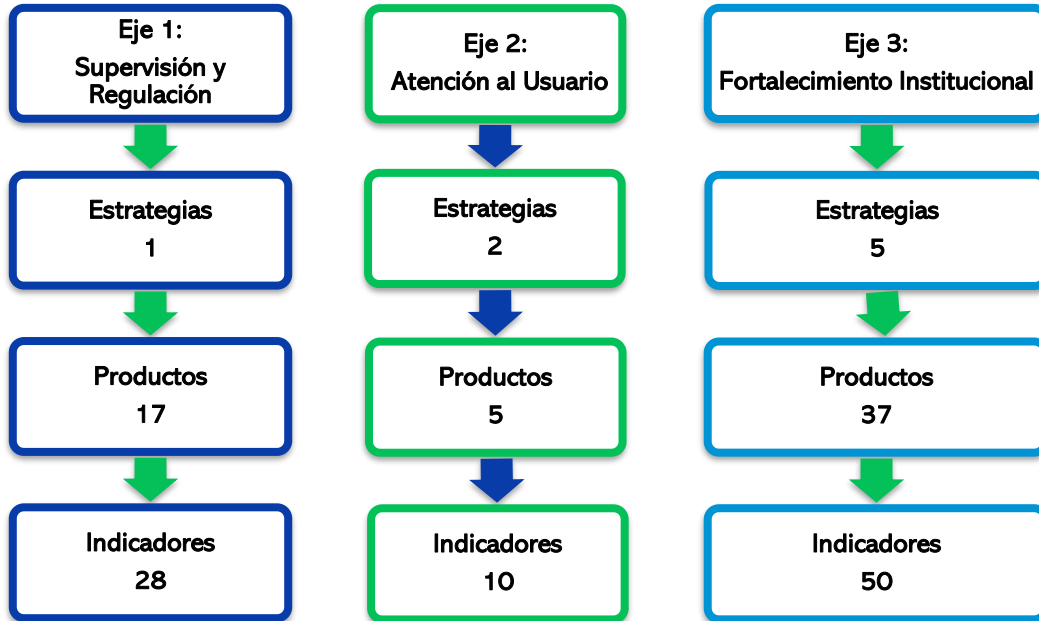 Eje 1:
Supervisión y
Regulación
Estrategias
1
Productos
17
Indicadores
28
Eje 2:
Atención al Usuario
Estrategias
2
Productos
5
Indicadores
10
Eje 3:
Fortalecimiento Institucional
Estrategias
5
Productos
37
Indicadores
50